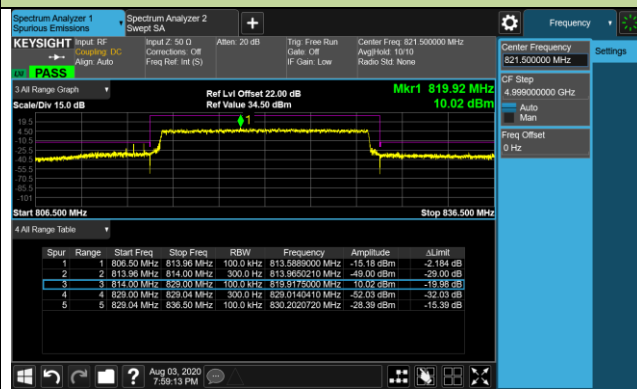 Spectrum Analyzer 1
Spurious Emissions
Spectrum Analyzer 2
Swept SA
Frequency
KEYSIGHT
Input: RF
Coupling: DC
Align: Auto
Input Z: 50 Ω
Corrections: Off
Freq Ref: Int (S)
Atten: 20 dB
Trig: Free Run
Gate: Off
IF Gain: Low
Center Freq: 821.500000 MHz
Avg|Hold: 10/10
Radio Std: None
PASS
Center Frequency
821.500000 MHz
Settings
CF Step
4.999000000 GHz
Auto
Man
Freq Offset
0 Hz
3 All Range Graph
Scale/Div 15.0 dB
Ref Lvl Offset 22.00 dB
Ref Value 34.50 dBm
Mkr1 819.92 MHz
10.02 dBm
1
19.5
4.50
-10.5
-25.5
-40.5
-55.5
-70.5
-85.5
-101
Start 806.500 MHz
Stop 836.500 MHz
4 All Range Table
Spur Range Start Freq Stop Freq RBW Frequency Amplitude ΔLimit
1 1 806.50 MHz 813.96 MHz 100.0 kHz 813.5889000 MHz -15.18 dBm -2.184 dB
2 2 813.96 MHz 814.00 MHz 300.0 Hz 813.9650210 MHz -49.00 dBm -29.00 dB
3 3 814.00 MHz 829.00 MHz 100.0 kHz 819.9175000 MHz 10.02 dBm -19.98 dB
4 4 829.00 MHz 829.04 MHz 300.0 Hz 829.0140410 MHz -52.03 dBm -32.03 dB
5 5 829.04 MHz 836.50 MHz 100.0 kHz 830.2020720 MHz -28.39 dBm -15.39 dB
Aug 03, 2020
7:59:13 PM